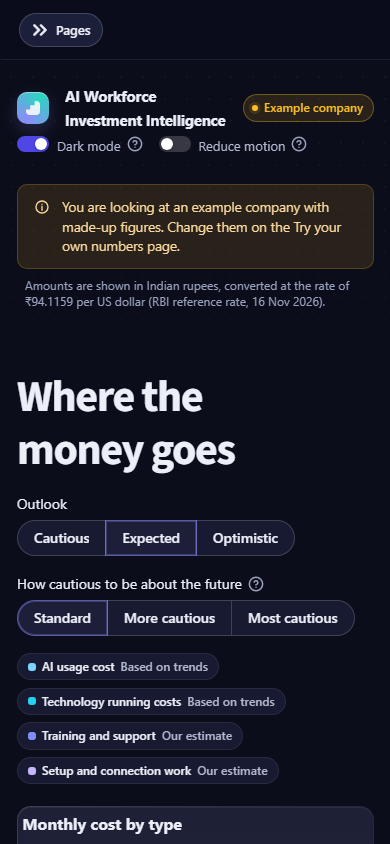 Pages
AI Workforce
Investment Intelligence
Example company
Dark mode
Reduce motion
You are looking at an example company with
made-up figures. Change them on the Try your
own numbers page.
Amounts are shown in Indian rupees, converted at the rate of
₹94.1159 per US dollar (RBI reference rate, 16 Nov 2026).
Where the
money goes
Outlook
Cautious Expected Optimistic
How cautious to be about the future
Standard More cautious Most cautious
AI usage cost Based on trends
Technology running costs Based on trends
Training and support Our estimate
Setup and connection work Our estimate
Monthly cost by type